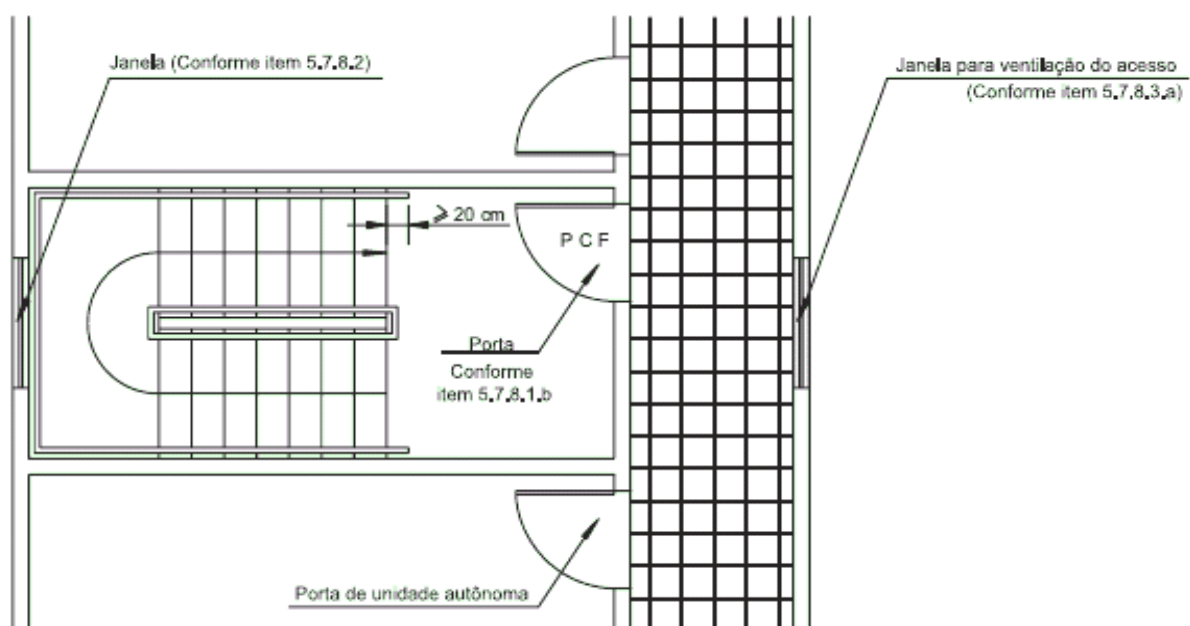 Janela (Conforme item 5.7.8.2)
Janela para ventilação do acesso
(Conforme item 5.7.8.3.a)
≥ 20 cm
P C F
Porta
Conforme
item 5.7.8.1.b
Porta de unidade autônoma